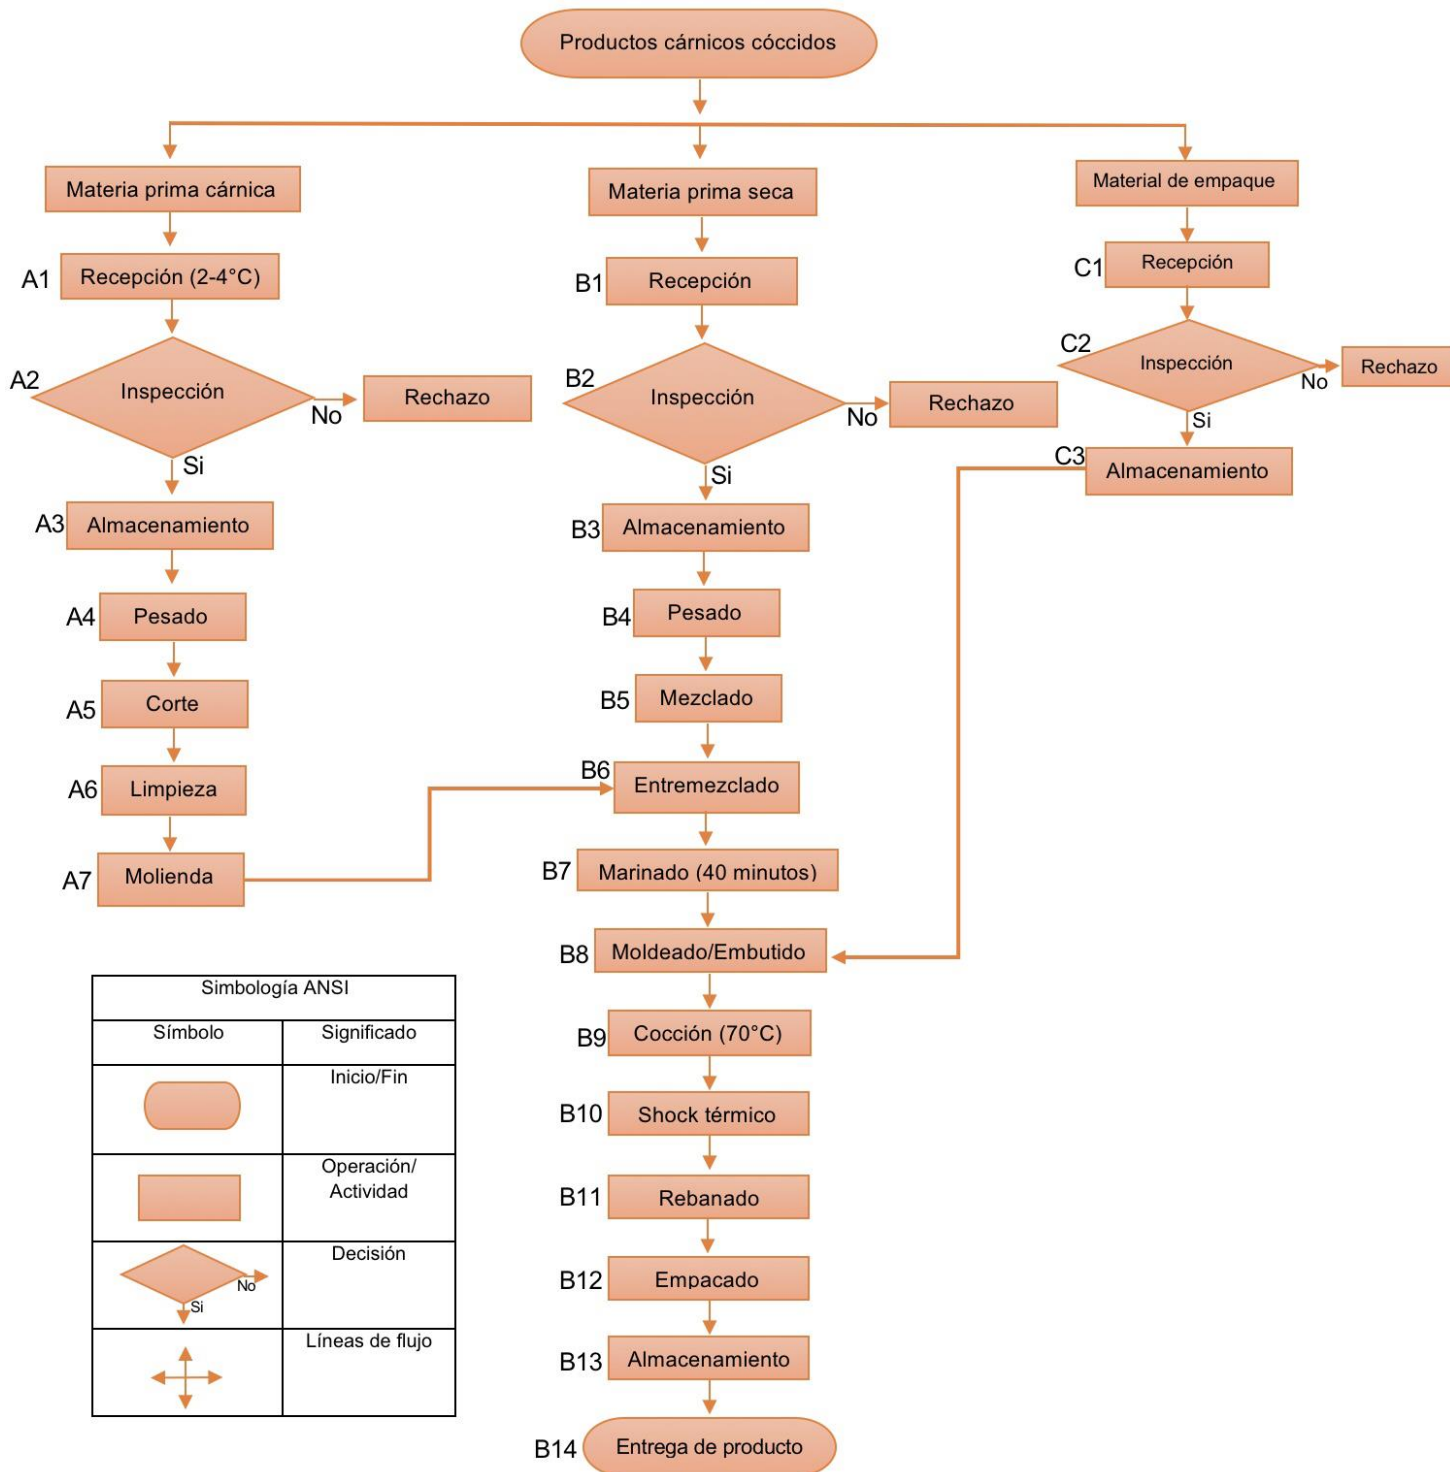 Productos cárnicos cóccidos
Materia prima cárnica
A1 Recepción (2-4°C)
A2 Inspección
No
Rechazo
Si
A3 Almacenamiento
A4 Pesado
A5 Corte
A6 Limpieza
A7 Molienda
Materia prima seca
B1 Recepción
B2 Inspección
No
Rechazo
Si
B3 Almacenamiento
B4 Pesado
B5 Mezclado
B6 Entremezclado
B7 Marinado (40 minutos)
B8 Moldeado/Embutido
B9 Cocción (70°C)
B10 Shock térmico
B11 Rebanado
B12 Empacado
B13 Almacenamiento
B14 Entrega de producto
Material de empaque
C1 Recepción
C2 Inspección
No
Rechazo
Si
C3 Almacenamiento
Simbología ANSI
Símbolo Significado
Inicio/Fin
Operación/
Actividad
Decisión
No
Si
Líneas de flujo